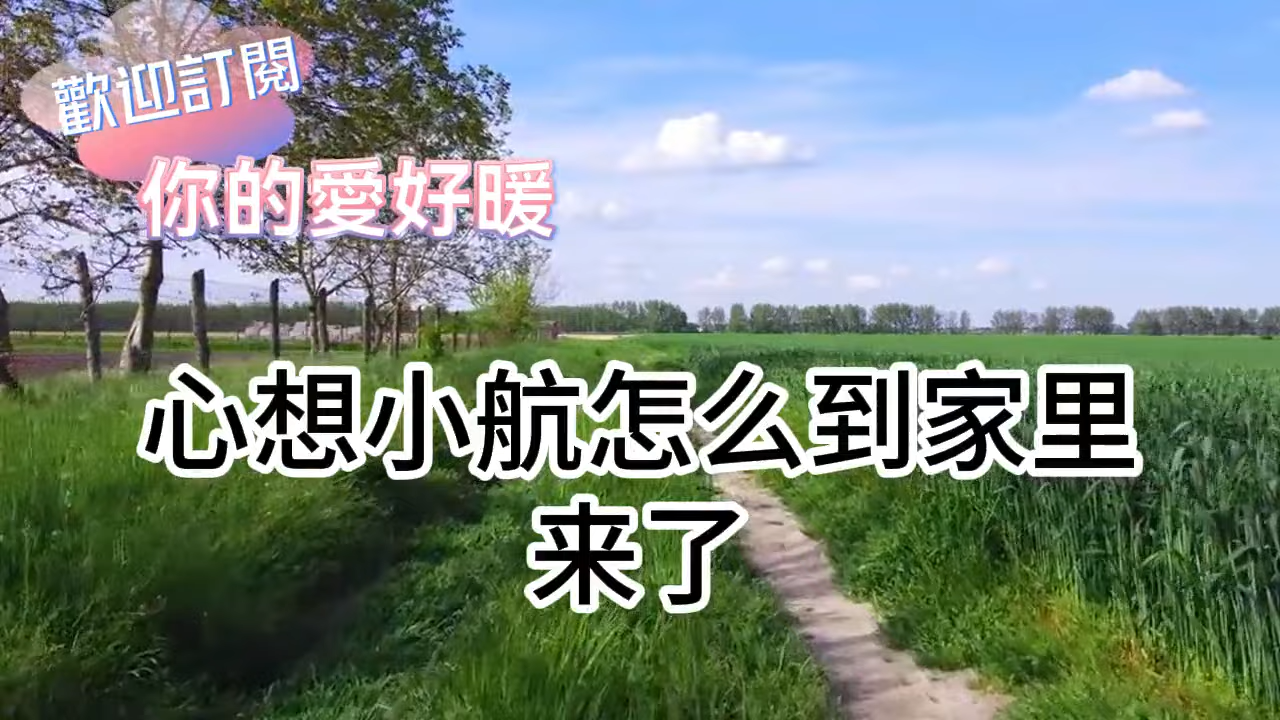 歡迎訂閱
你的愛好暖
心想小航怎么到家里
来了